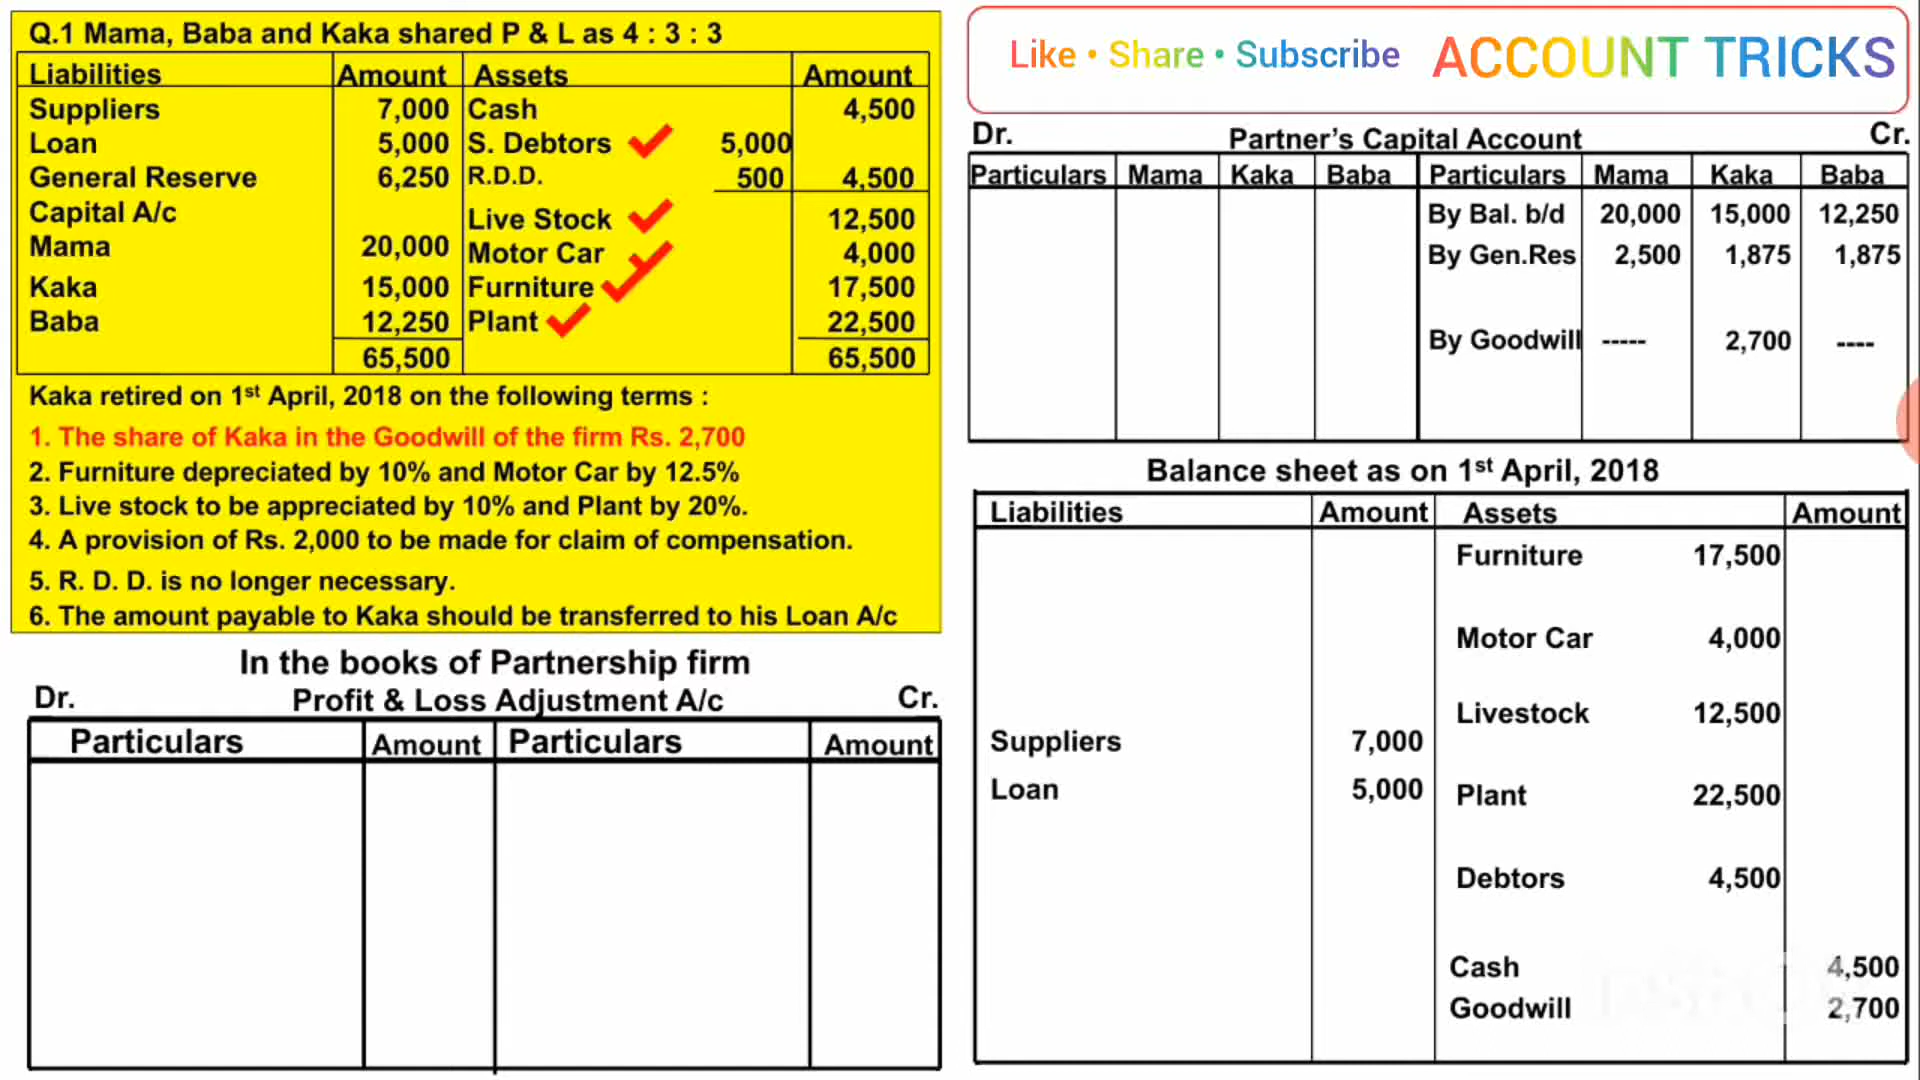 Q.1 Mama, Baba and Kaka shared P & L as 4 : 3 : 3
Liabilities Amount Assets Amount
Suppliers 7,000 Cash 4,500
Loan 5,000 S. Debtors 5,000
General Reserve 6,250 R.D.D. 500 4,500
Capital A/c Live Stock 12,500
Mama 20,000 Motor Car 4,000
Kaka 15,000 Furniture 17,500
Baba 12,250 Plant 22,500
65,500 65,500
Kaka retired on 1st April, 2018 on the following terms :
1. The share of Kaka in the Goodwill of the firm Rs. 2,700
2. Furniture depreciated by 10% and Motor Car by 12.5%
3. Live stock to be appreciated by 10% and Plant by 20%.
4. A provision of Rs. 2,000 to be made for claim of compensation.
5. R. D. D. is no longer necessary.
6. The amount payable to Kaka should be transferred to his Loan A/c
In the books of Partnership firm
Dr. Profit & Loss Adjustment A/c Cr.
Particulars Amount Particulars Amount
Like • Share • Subscribe ACCOUNT TRICKS
Dr. Partner's Capital Account Cr.
Particulars Mama Kaka Baba Particulars Mama Kaka Baba
By Bal. b/d 20,000 15,000 12,250
By Gen.Res 2,500 1,875 1,875
By Goodwill ----- 2,700 ----
Balance sheet as on 1st April, 2018
Liabilities Amount Assets Amount
Furniture 17,500
Motor Car 4,000
Livestock 12,500
Suppliers 7,000
Loan 5,000 Plant 22,500
Debtors 4,500
Cash 4,500
Goodwill 2,700